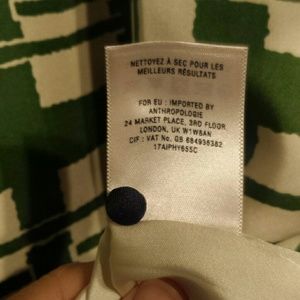 NETTOYEZ À SEC POUR LES
MEILLEURS RÉSULTATS
FOR EU : IMPORTED BY
ANTHROPOLOGIE
24 MARKET PLACE, 3RD FLOOR
LONDON, UK W1W8AN
CIF : VAT No. GB 684936382
17AIPHY655C